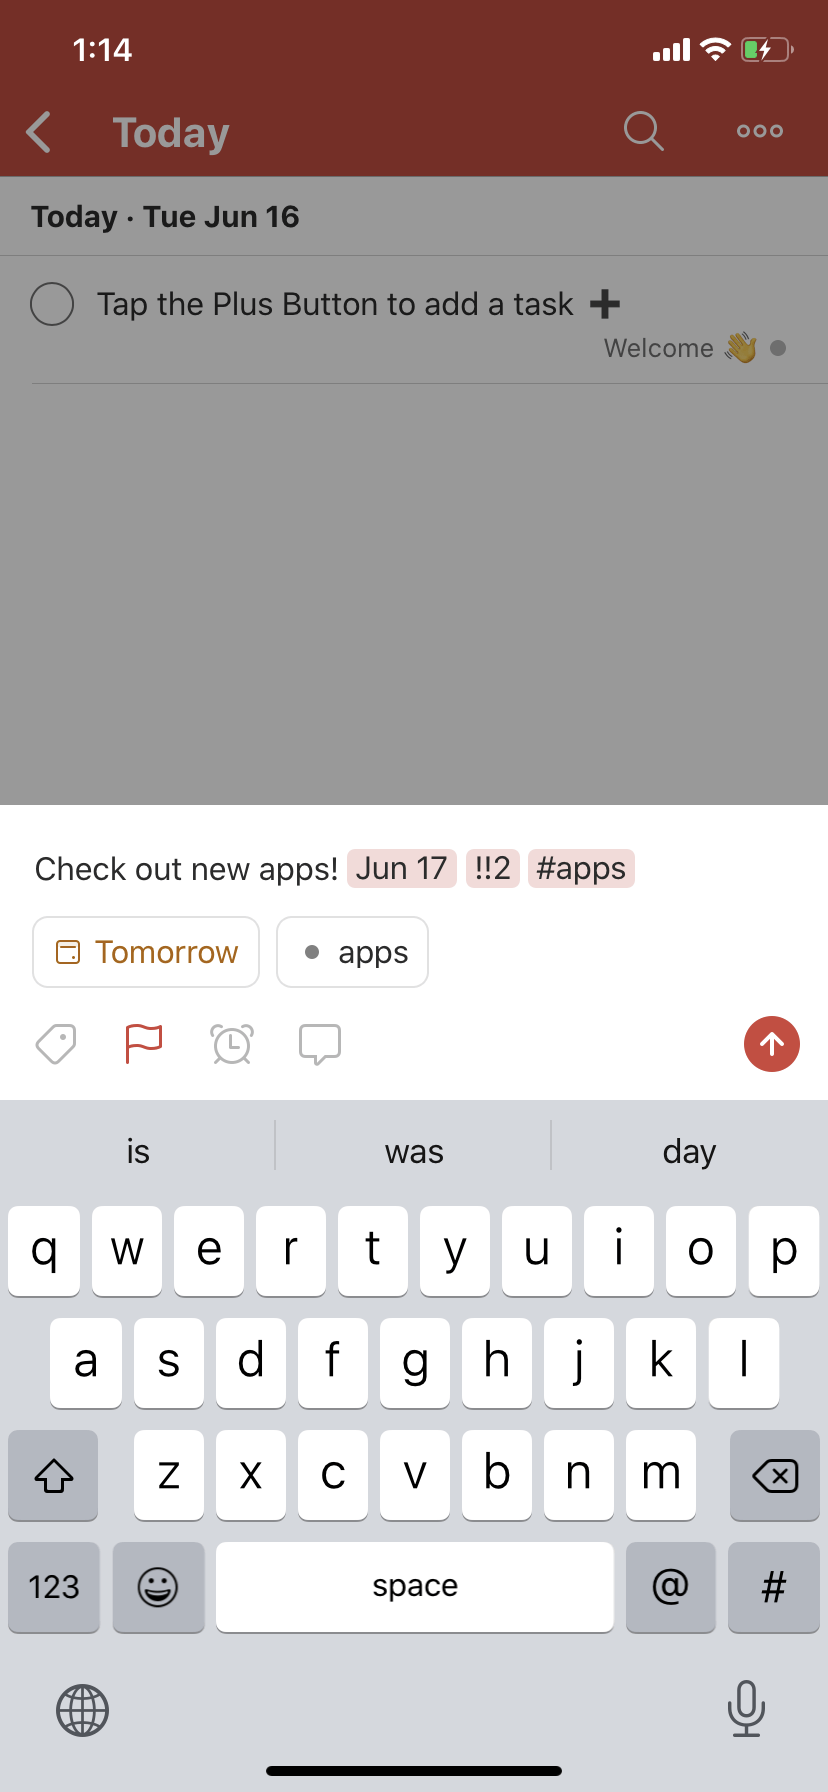 1:14
Today
Today · Tue Jun 16
Tap the Plus Button to add a task ➕
Welcome 👋
Check out new apps! Jun 17 !!2 #apps
Tomorrow apps
is was day
q w e r t y u i o p
a s d f g h j k l
z x c v b n m
123 space @ #